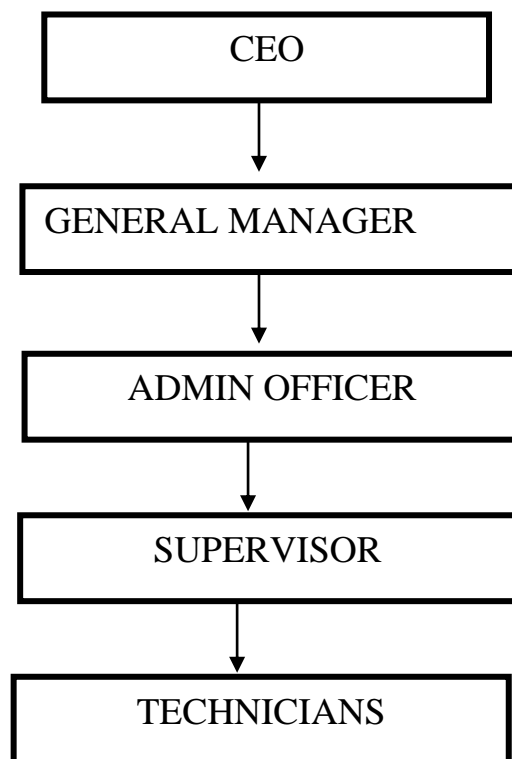 CEO
GENERAL MANAGER
ADMIN OFFICER
SUPERVISOR
TECHNICIANS